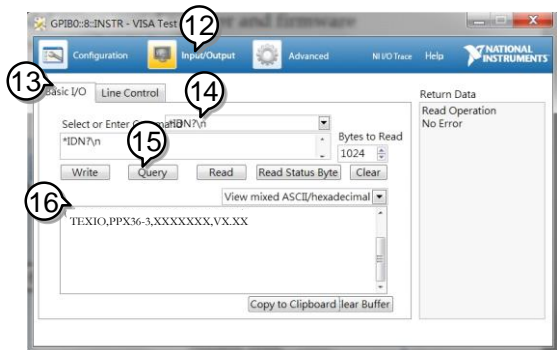 GPIB0::8::INSTR - VISA Test
12
Configuration Input/Output Advanced NI I/O Trace Help NATIONAL INSTRUMENTS
13
Basic I/O Line Control
Return Data
14
Read Operation
No Error
Select or Enter Command *IDN?\n
Bytes to Read
*IDN?\n
1024
15
Write Query Read Read Status Byte Clear
16
View mixed ASCII/hexadecimal
TEXIO,PPX36-3,XXXXXXX,VX.XX
Copy to Clipboard lear Buffer